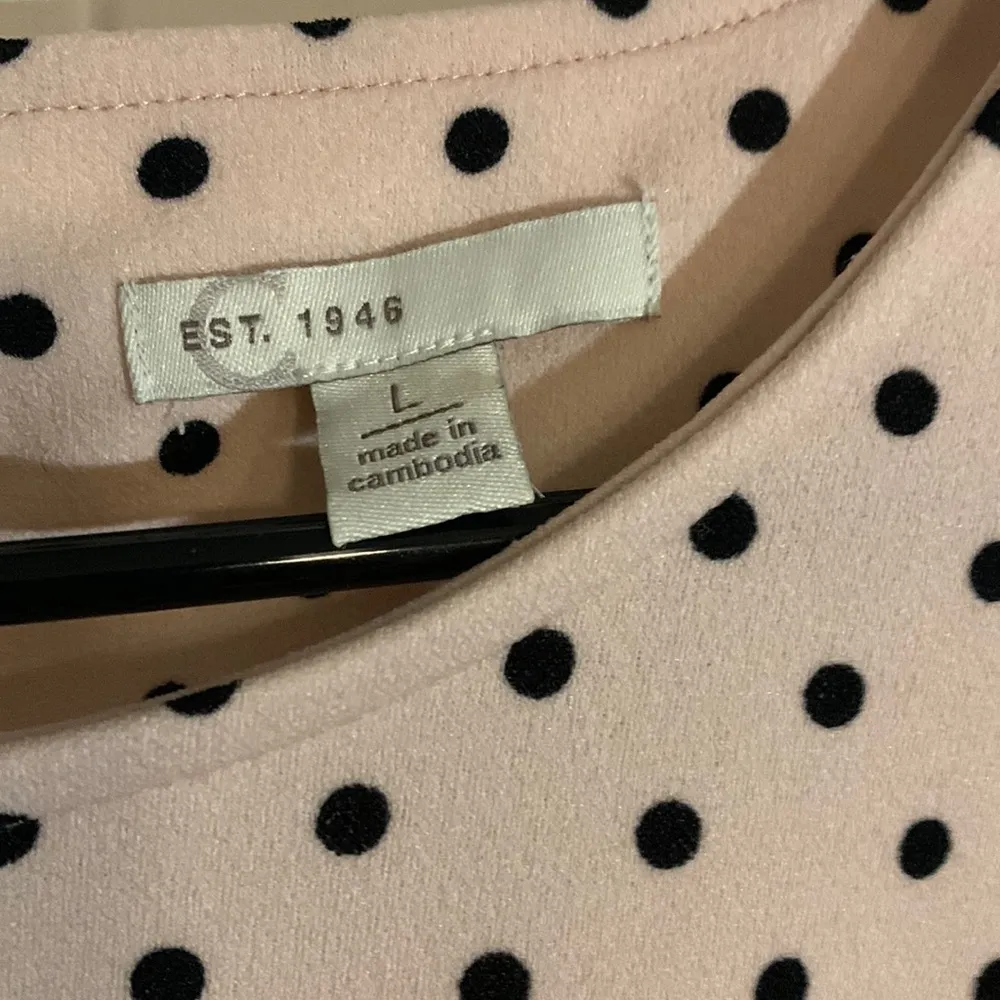 C
EST. 1946
L
made in
cambodia